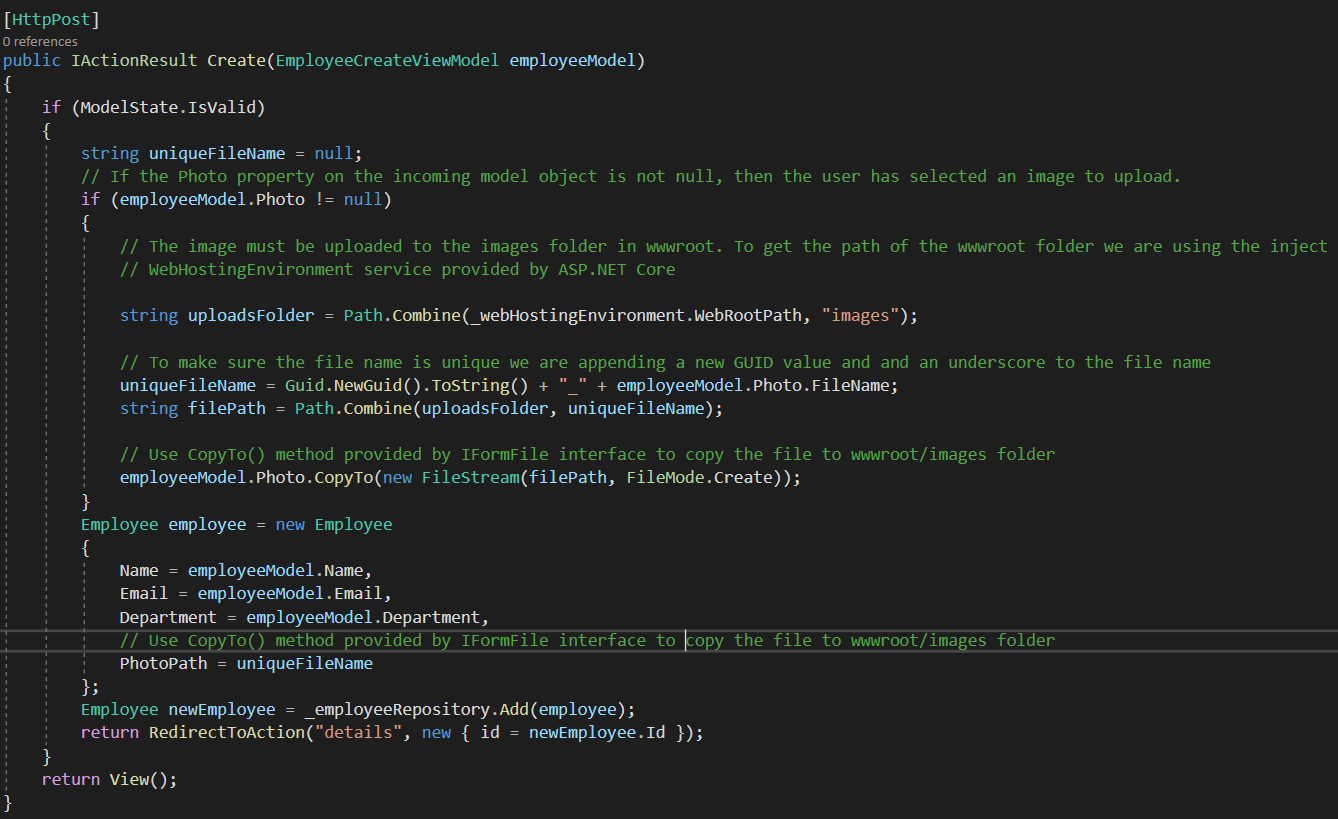 [HttpPost]
0 references
public IActionResult Create(EmployeeCreateViewModel employeeModel)
{
if (ModelState.IsValid)
{
string uniqueFileName = null;
// If the Photo property on the incoming model object is not null, then the user has selected an image to upload.
if (employeeModel.Photo != null)
{
// The image must be uploaded to the images folder in wwwroot. To get the path of the wwwroot folder we are using the inject
// WebHostingEnvironment service provided by ASP.NET Core
string uploadsFolder = Path.Combine(_webHostingEnvironment.WebRootPath, "images");
// To make sure the file name is unique we are appending a new GUID value and and an underscore to the file name
uniqueFileName = Guid.NewGuid().ToString() + "_" + employeeModel.Photo.FileName;
string filePath = Path.Combine(uploadsFolder, uniqueFileName);
// Use CopyTo() method provided by IFormFile interface to copy the file to wwwroot/images folder
employeeModel.Photo.CopyTo(new FileStream(filePath, FileMode.Create));
}
Employee employee = new Employee
{
Name = employeeModel.Name,
Email = employeeModel.Email,
Department = employeeModel.Department,
// Use CopyTo() method provided by IFormFile interface to copy the file to wwwroot/images folder
PhotoPath = uniqueFileName
};
Employee newEmployee = _employeeRepository.Add(employee);
return RedirectToAction("details", new { id = newEmployee.Id });
}
return View();
}